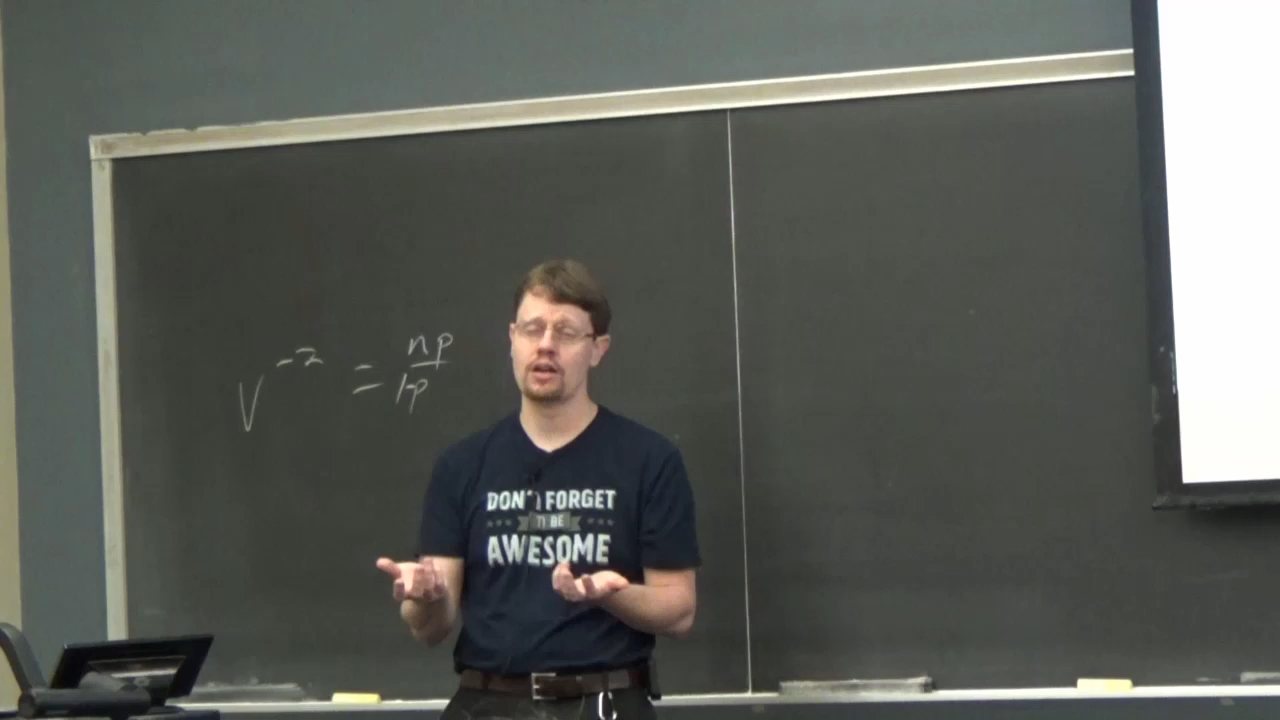 V^-2 = np/1-p
DON'T FORGET
TO BE
AWESOME